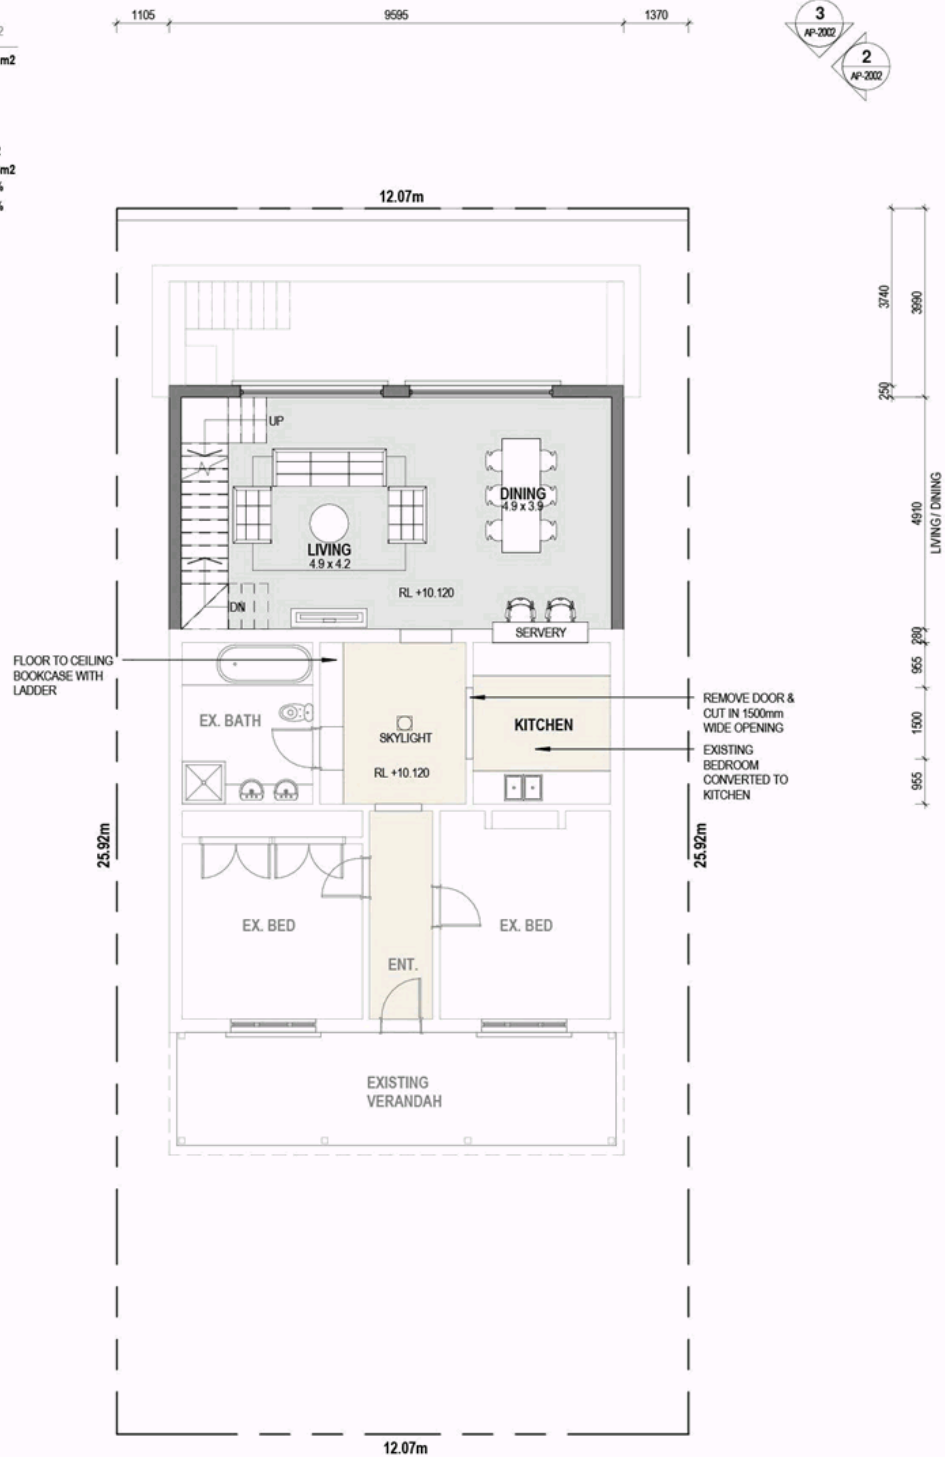 1105
9595
1370
3
AP-2002
2
AP-2002
m2
m2
12.07m
3740
3990
250
UP
DINING
4.9 x 3.9
4910
LIVING / DINING
LIVING
4.9 x 4.2
RL +10.120
DN
SERVERY
280
FLOOR TO CEILING
BOOKCASE WITH
LADDER
955
EX. BATH
SKYLIGHT
RL +10.120
KITCHEN
REMOVE DOOR &
CUT IN 1500mm
WIDE OPENING
1500
EXISTING
BEDROOM
CONVERTED TO
KITCHEN
955
25.92m
25.92m
EX. BED
EX. BED
ENT.
EXISTING
VERANDAH
12.07m